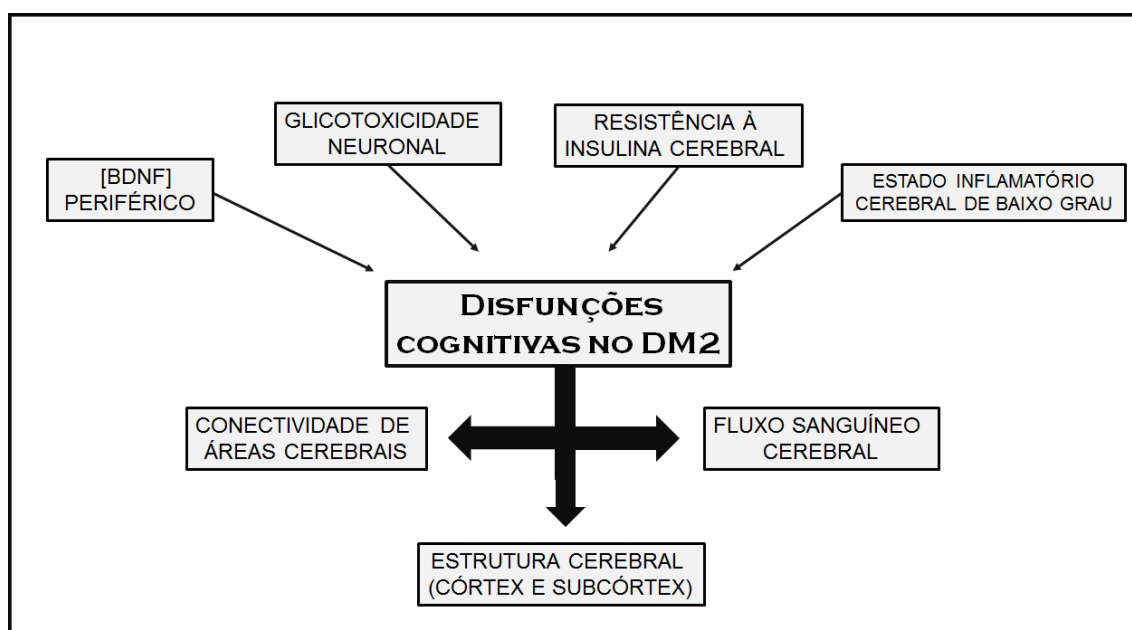 GLICOTOXICIDADE
NEURONAL
RESISTÊNCIA À
INSULINA CEREBRAL
[BDNF]
PERIFÉRICO
ESTADO INFLAMATÓRIO
CEREBRAL DE BAIXO GRAU
DISFUNÇÕES
COGNITIVAS NO DM2
CONECTIVIDADE DE
ÁREAS CEREBRAIS
FLUXO SANGUÍNEO
CEREBRAL
ESTRUTURA CEREBRAL
(CÓRTEX E SUBCÓRTEX)